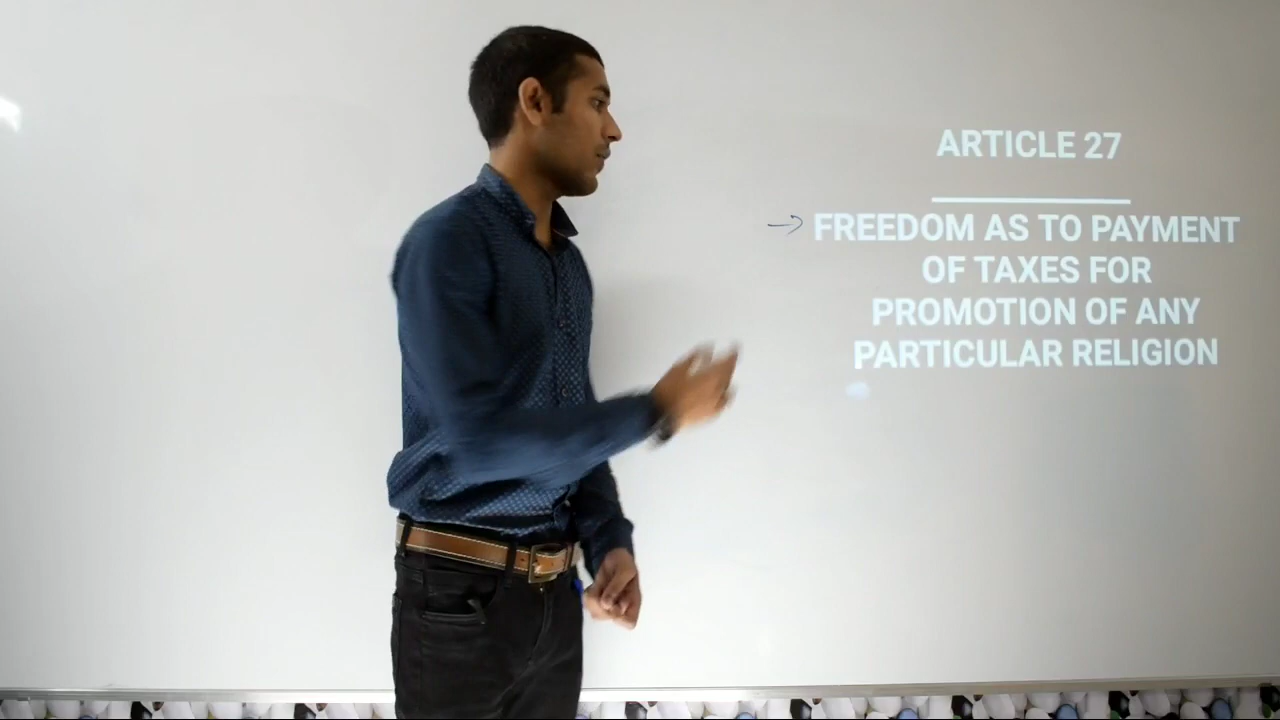 ARTICLE 27
→ FREEDOM AS TO PAYMENT
OF TAXES FOR
PROMOTION OF ANY
PARTICULAR RELIGION